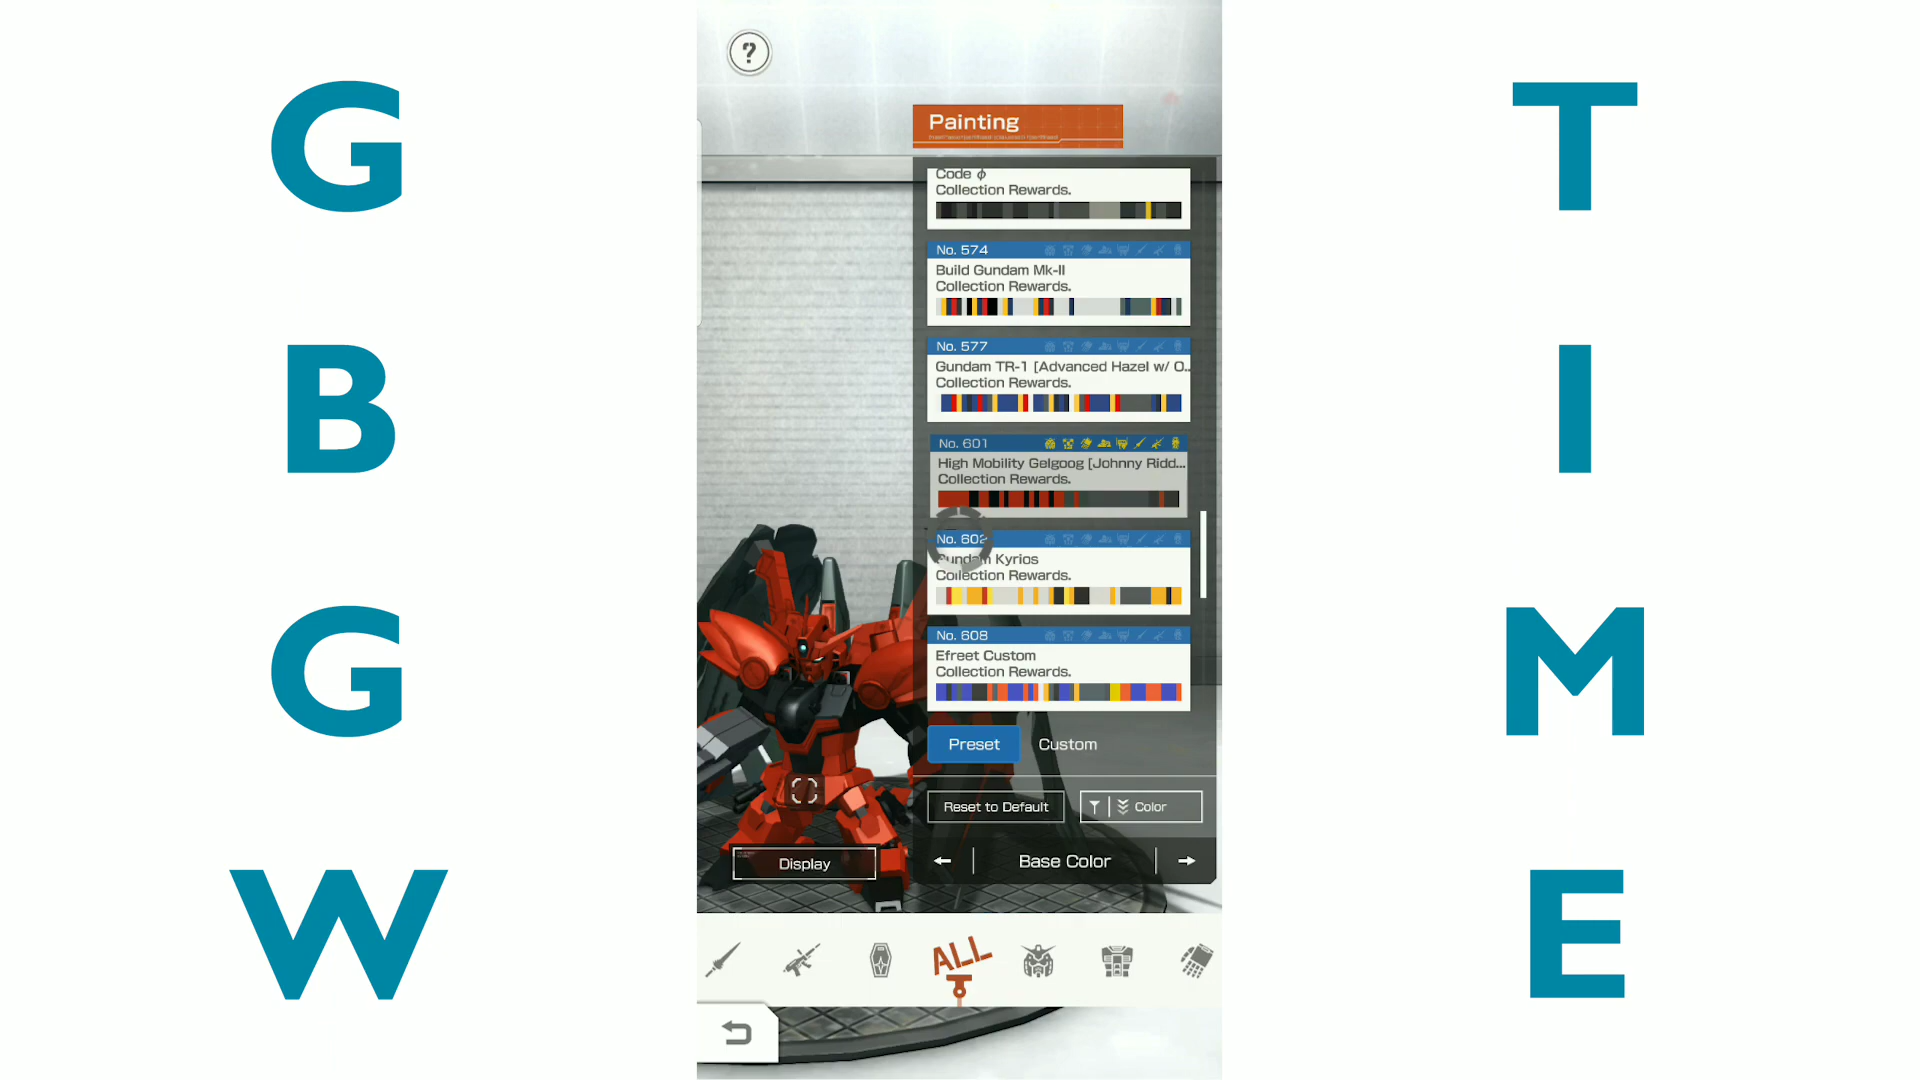 G
B
G
W
?
Painting
Code ϕ
Collection Rewards.
No. 574
Build Gundam Mk-II
Collection Rewards.
No. 577
Gundam TR-1 [Advanced Hazel w/ O..
Collection Rewards.
No. 601
High Mobility Gelgoog [Johnny Ridd...
Collection Rewards.
No. 602
Gundam Kyrios
Collection Rewards.
No. 608
Efreet Custom
Collection Rewards.
Preset
Custom
Reset to Default
Color
Display
Base Color
ALL
T
I
M
E